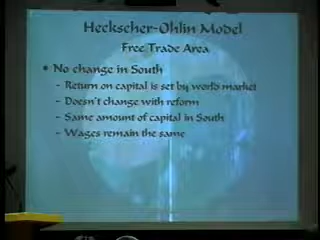 Heckscher-Ohlin Model
Free Trade Area
• No change in South
- Return on capital is set by world market
- Doesn't change with reform
- Same amount of capital in South
- Wages remain the same